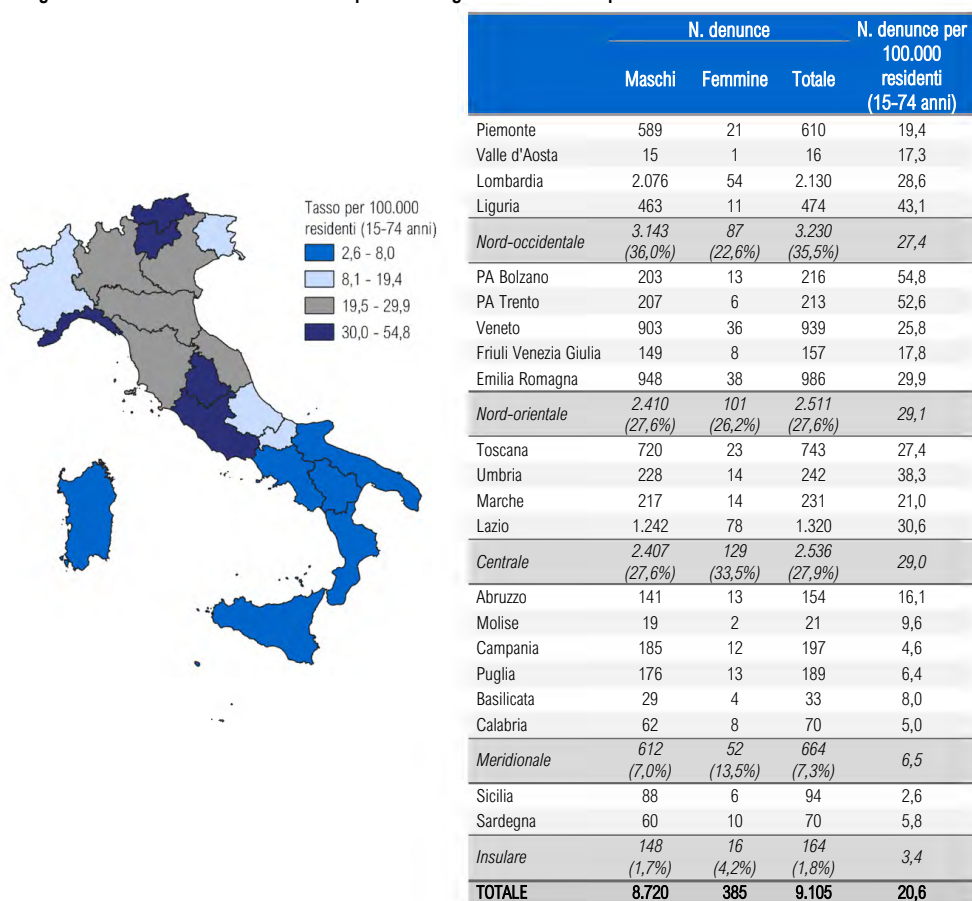 Tasso per 100.000
residenti (15-74 anni)
2,6 - 8,0
8,1 - 19,4
19,5 - 29,9
30,0 - 54,8
N. denunce N. denunce per 100.000 residenti (15-74 anni)
Maschi Femmine Totale
Piemonte 589 21 610 19,4
Valle d'Aosta 15 1 16 17,3
Lombardia 2.076 54 2.130 28,6
Liguria 463 11 474 43,1
Nord-occidentale 3.143 (36,0%) 87 (22,6%) 3.230 (35,5%) 27,4
PA Bolzano 203 13 216 54,8
PA Trento 207 6 213 52,6
Veneto 903 36 939 25,8
Friuli Venezia Giulia 149 8 157 17,8
Emilia Romagna 948 38 986 29,9
Nord-orientale 2.410 (27,6%) 101 (26,2%) 2.511 (27,6%) 29,1
Toscana 720 23 743 27,4
Umbria 228 14 242 38,3
Marche 217 14 231 21,0
Lazio 1.242 78 1.320 30,6
Centrale 2.407 (27,6%) 129 (33,5%) 2.536 (27,9%) 29,0
Abruzzo 141 13 154 16,1
Molise 19 2 21 9,6
Campania 185 12 197 4,6
Puglia 176 13 189 6,4
Basilicata 29 4 33 8,0
Calabria 62 8 70 5,0
Meridionale 612 (7,0%) 52 (13,5%) 664 (7,3%) 6,5
Sicilia 88 6 94 2,6
Sardegna 60 10 70 5,8
Insulare 148 (1,7%) 16 (4,2%) 164 (1,8%) 3,4
TOTALE 8.720 385 9.105 20,6